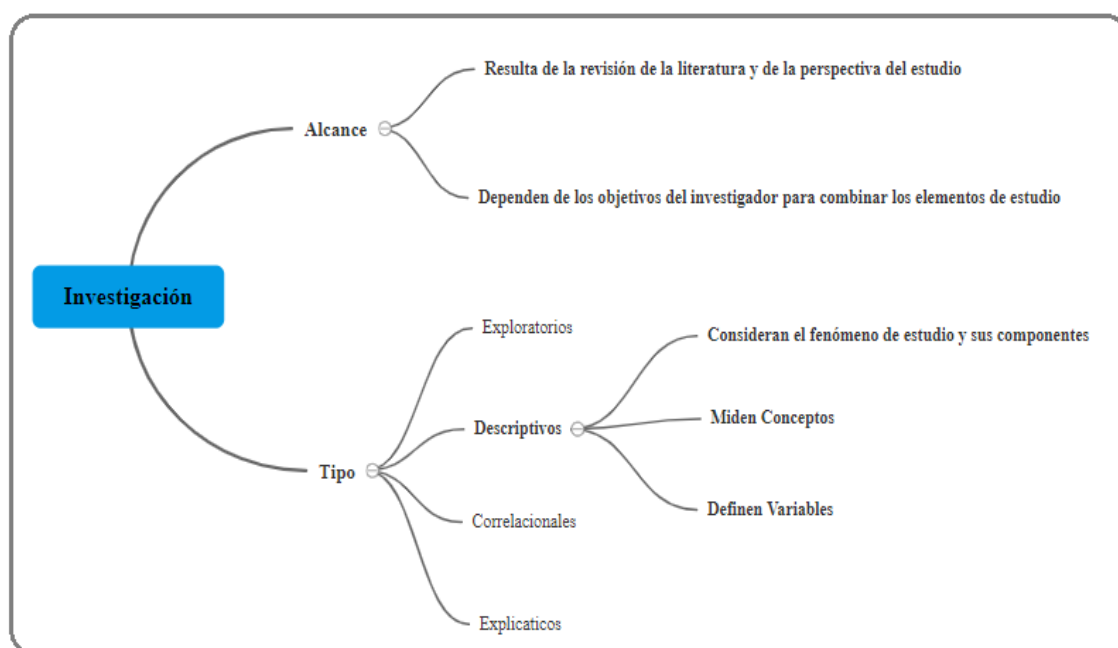 Investigación
Alcance
Resulta de la revisión de la literatura y de la perspectiva del estudio
Dependen de los objetivos del investigador para combinar los elementos de estudio
Tipo
Exploratorios
Descriptivos
Consideran el fenómeno de estudio y sus componentes
Miden Conceptos
Definen Variables
Correlacionales
Explicaticos